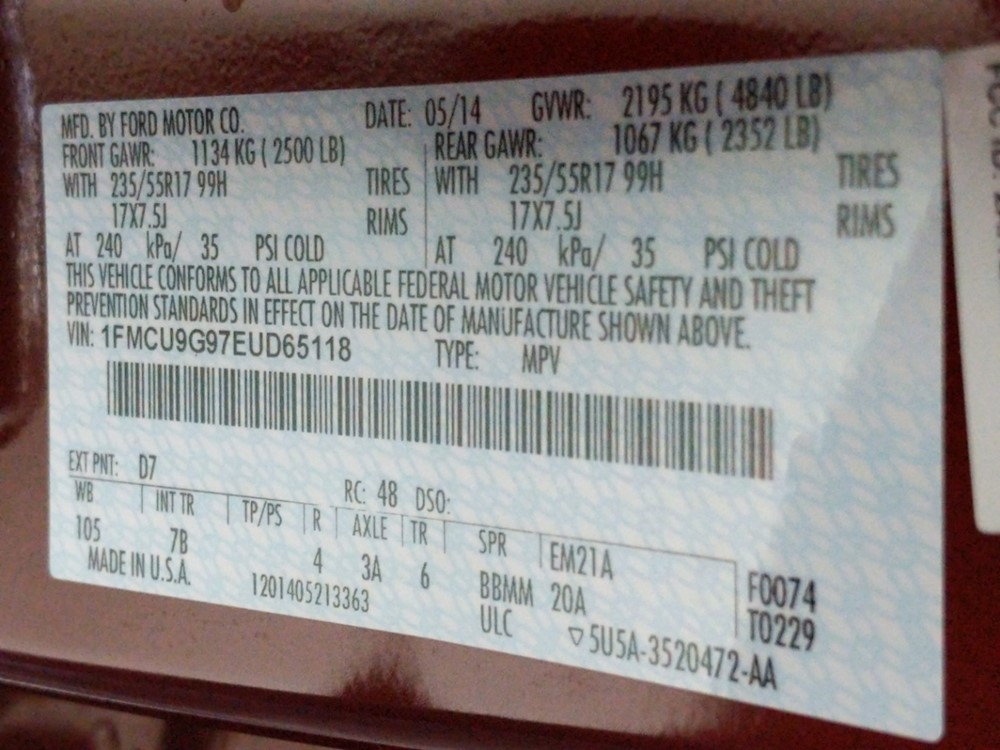 MFD. BY FORD MOTOR CO. DATE: 05/14 GVWR: 2195 KG ( 4840 LB)
FRONT GAWR: 1134 KG ( 2500 LB) REAR GAWR: 1067 KG ( 2352 LB)
WITH 235/55R17 99H TIRES WITH 235/55R17 99H TIRES
17X7.5J RIMS 17X7.5J RIMS
AT 240 kPa/ 35 PSI COLD AT 240 kPa/ 35 PSI COLD
THIS VEHICLE CONFORMS TO ALL APPLICABLE FEDERAL MOTOR VEHICLE SAFETY AND THEFT
PREVENTION STANDARDS IN EFFECT ON THE DATE OF MANUFACTURE SHOWN ABOVE.
VIN: 1FMCU9G97EUD65118 TYPE: MPV
EXT PNT: D7 RC: 48 DSO:
WB INT TR TP/PS R AXLE TR SPR EM21A
105 7B 4 3A 6 BBMM 20A F0074
MADE IN U.S.A. 1201405213363 ULC ▽5U5A-3520472-AA T0229